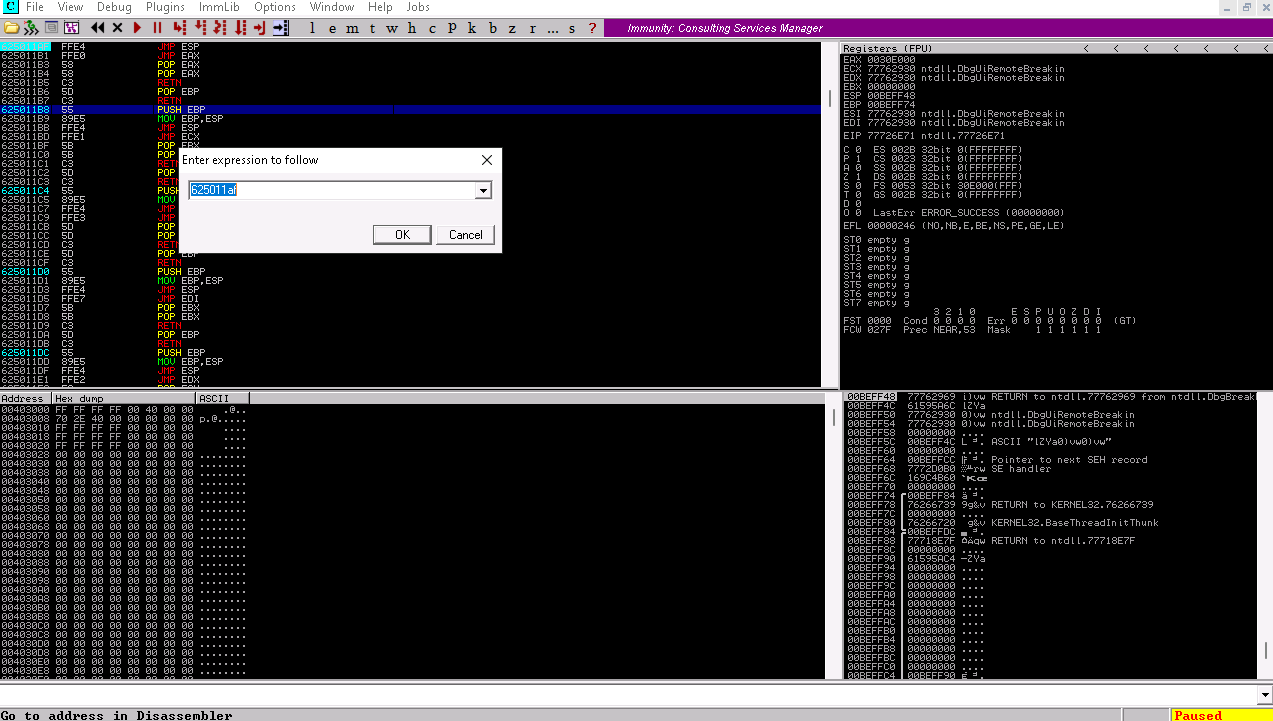 C File View Debug Plugins ImmLib Options Window Help Jobs
l e m t w h c P k b z r ... s ? Immunity: Consulting Services Manager
625011AF FFE4 JMP ESP
625011B1 FFE0 JMP EAX
625011B3 58 POP EAX
625011B4 58 POP EAX
625011B5 C3 RETN
625011B6 5D POP EBP
625011B7 C3 RETN
625011B8 55 PUSH EBP
625011B9 89E5 MOV EBP,ESP
625011BB FFE4 JMP ESP
625011BD FFE1 JMP ECX
625011BF 5B POP EBX
625011C0 5B POP
625011C1 C3 RETN
625011C2 5D POP
625011C3 C3 RETN
625011C4 55 PUSH
625011C5 89E5 MOV
625011C7 FFE4 JMP
625011C9 FFE3 JMP
625011CB 5D POP
625011CC 5D POP
625011CD C3 RETN
625011CE 5D POP EBP
625011CF C3 RETN
625011D0 55 PUSH EBP
625011D1 89E5 MOV EBP,ESP
625011D3 FFE4 JMP ESP
625011D5 FFE7 JMP EDI
625011D7 5B POP EBX
625011D8 5B POP EBX
625011D9 C3 RETN
625011DA 5D POP EBP
625011DB C3 RETN
625011DC 55 PUSH EBP
625011DD 89E5 MOV EBP,ESP
625011DF FFE4 JMP ESP
625011E1 FFE2 JMP EDX
Enter expression to follow
625011af
OK Cancel
Registers (FPU) < < < < < < <
EAX 0030E000
ECX 77762930 ntdll.DbgUiRemoteBreakin
EDX 77762930 ntdll.DbgUiRemoteBreakin
EBX 00000000
ESP 00BEFF48
EBP 00BEFF74
ESI 77762930 ntdll.DbgUiRemoteBreakin
EDI 77762930 ntdll.DbgUiRemoteBreakin
EIP 77726E71 ntdll.77726E71
C 0 ES 002B 32bit 0(FFFFFFFF)
P 1 CS 0023 32bit 0(FFFFFFFF)
A 0 SS 002B 32bit 0(FFFFFFFF)
Z 1 DS 002B 32bit 0(FFFFFFFF)
S 0 FS 0053 32bit 30E000(FFF)
T 0 GS 002B 32bit 0(FFFFFFFF)
D 0
O 0 LastErr ERROR_SUCCESS (00000000)
EFL 00000246 (NO,NB,E,BE,NS,PE,GE,LE)
ST0 empty g
ST1 empty g
ST2 empty g
ST3 empty g
ST4 empty g
ST5 empty g
ST6 empty g
ST7 empty g
3 2 1 0 E S P U O Z D I
FST 0000 Cond 0 0 0 0 Err 0 0 0 0 0 0 0 0 (GT)
FCW 027F Prec NEAR,53 Mask 1 1 1 1 1 1
Address Hex dump ASCII
00403000 FF FF FF FF 00 40 00 00 .@..
00403008 70 2E 40 00 00 00 00 00 p.@.....
00403010 FF FF FF FF 00 00 00 00 ....
00403018 FF FF FF FF 00 00 00 00 ....
00403020 FF FF FF FF 00 00 00 00 ....
00403028 00 00 00 00 00 00 00 00 ........
00403030 00 00 00 00 00 00 00 00 ........
00403038 00 00 00 00 00 00 00 00 ........
00403040 00 00 00 00 00 00 00 00 ........
00403048 00 00 00 00 00 00 00 00 ........
00403050 00 00 00 00 00 00 00 00 ........
00403058 00 00 00 00 00 00 00 00 ........
00403060 00 00 00 00 00 00 00 00 ........
00403068 00 00 00 00 00 00 00 00 ........
00403070 00 00 00 00 00 00 00 00 ........
00403078 00 00 00 00 00 00 00 00 ........
00403080 00 00 00 00 00 00 00 00 ........
00403088 00 00 00 00 00 00 00 00 ........
00403090 00 00 00 00 00 00 00 00 ........
00403098 00 00 00 00 00 00 00 00 ........
004030A0 00 00 00 00 00 00 00 00 ........
004030A8 00 00 00 00 00 00 00 00 ........
004030B0 00 00 00 00 00 00 00 00 ........
004030B8 00 00 00 00 00 00 00 00 ........
004030C0 00 00 00 00 00 00 00 00 ........
004030C8 00 00 00 00 00 00 00 00 ........
004030D0 00 00 00 00 00 00 00 00 ........
004030D8 00 00 00 00 00 00 00 00 ........
004030E0 00 00 00 00 00 00 00 00 ........
004030E8 00 00 00 00 00 00 00 00 ........
00BEFF48 77762969 i)vw RETURN to ntdll.77762969 from ntdll.DbgBreak
00BEFF4C 61595A6C lZYa
00BEFF50 77762930 0)vw ntdll.DbgUiRemoteBreakin
00BEFF54 77762930 0)vw ntdll.DbgUiRemoteBreakin
00BEFF58 00000000 ....
00BEFF5C 00BEFF4C L ASCII "lZYa0)vw0)vw"
00BEFF60 00000000 ....
00BEFF64 00BEFFCC Pointer to next SEH record
00BEFF68 7772D0B0 rw SE handler
00BEFF6C 169C4B60
00BEFF70 00000000 ....
00BEFF74 00BEFF84
00BEFF78 76266739 9g&v RETURN to KERNEL32.76266739
00BEFF7C 00000000 ....
00BEFF80 76266720 g&v KERNEL32.BaseThreadInitThunk
00BEFF84 00BEFFDC
00BEFF88 77718E7F RETURN to ntdll.77718E7F
00BEFF8C 00000000 ....
00BEFF90 61595AC4 ─ZYa
00BEFF94 00000000 ....
00BEFF98 00000000 ....
00BEFF9C 00000000 ....
00BEFFA0 00000000 ....
00BEFFA4 00000000 ....
00BEFFA8 00000000 ....
00BEFFAC 00000000 ....
00BEFFB0 00000000 ....
00BEFFB4 00000000 ....
00BEFFB8 00000000 ....
00BEFFBC 00000000 ....
00BEFFC0 00000000 ....
00BEFFC4 00BEFF90
Go to address in Disassembler Paused